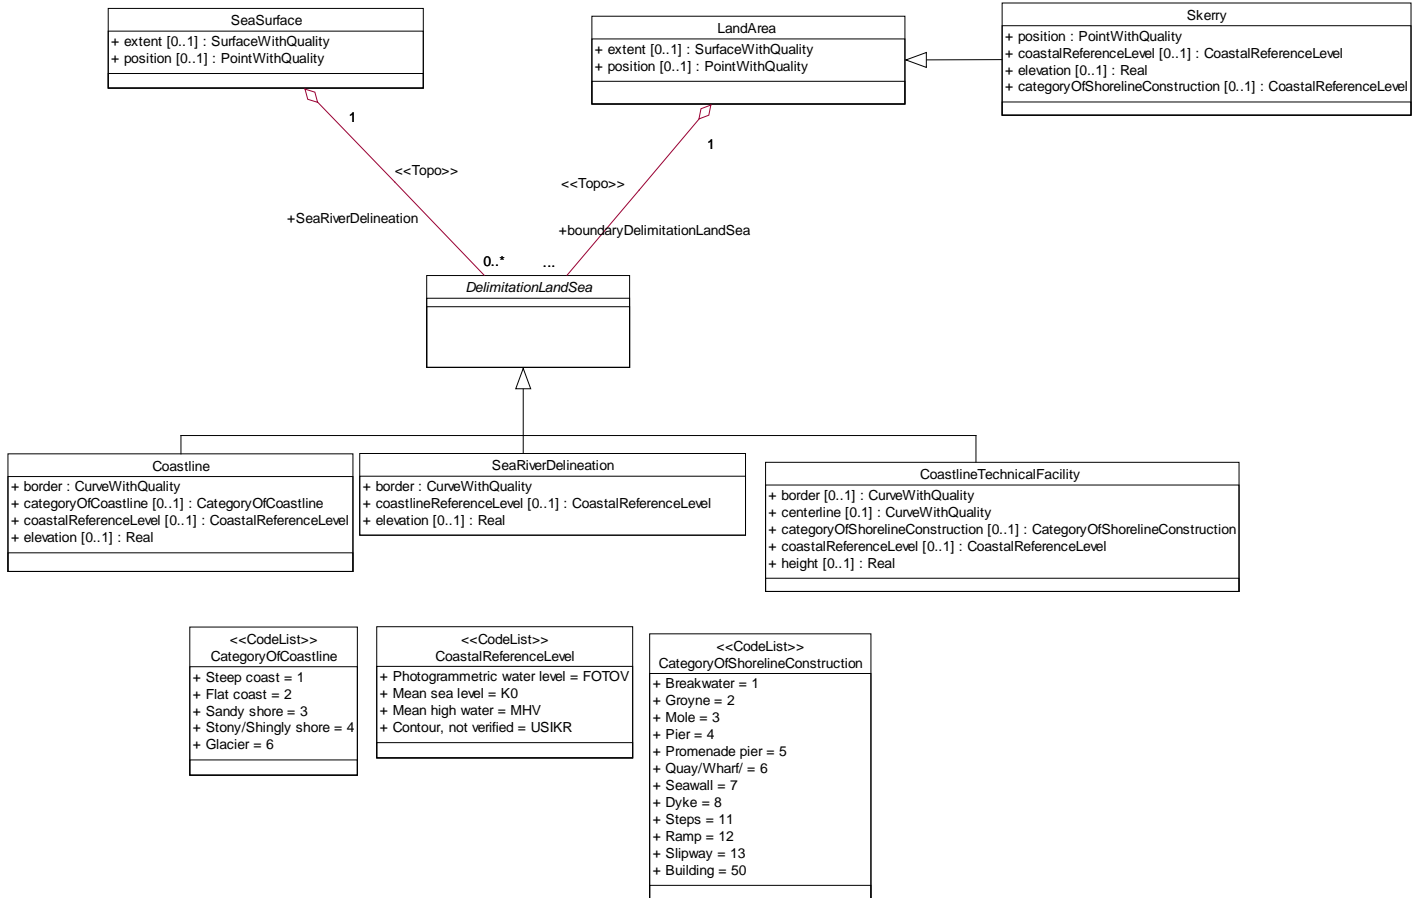 SeaSurface
+ extent [0..1] : SurfaceWithQuality
+ position [0..1] : PointWithQuality
LandArea
+ extent [0..1] : SurfaceWithQuality
+ position [0..1] : PointWithQuality
Skerry
+ position : PointWithQuality
+ coastalReferenceLevel [0..1] : CoastalReferenceLevel
+ elevation [0..1] : Real
+ categoryOfShorelineConstruction [0..1] : CoastalReferenceLevel
1
1
<<Topo>>
<<Topo>>
+SeaRiverDelineation
+boundaryDelimitationLandSea
0..*
...
DelimitationLandSea
Coastline
+ border : CurveWithQuality
+ categoryOfCoastline [0..1] : CategoryOfCoastline
+ coastalReferenceLevel [0..1] : CoastalReferenceLevel
+ elevation [0..1] : Real
SeaRiverDelineation
+ border : CurveWithQuality
+ coastlineReferenceLevel [0..1] : CoastalReferenceLevel
+ elevation [0..1] : Real
CoastlineTechnicalFacility
+ border [0..1] : CurveWithQuality
+ centerline [0.1] : CurveWithQuality
+ categoryOfShorelineConstruction [0..1] : CategoryOfShorelineConstruction
+ coastalReferenceLevel [0..1] : CoastalReferenceLevel
+ height [0..1] : Real
<<CodeList>>
CategoryOfCoastline
+ Steep coast = 1
+ Flat coast = 2
+ Sandy shore = 3
+ Stony/Shingly shore = 4
+ Glacier = 6
<<CodeList>>
CoastalReferenceLevel
+ Photogrammetric water level = FOTOV
+ Mean sea level = K0
+ Mean high water = MHV
+ Contour, not verified = USIKR
<<CodeList>>
CategoryOfShorelineConstruction
+ Breakwater = 1
+ Groyne = 2
+ Mole = 3
+ Pier = 4
+ Promenade pier = 5
+ Quay/Wharf/ = 6
+ Seawall = 7
+ Dyke = 8
+ Steps = 11
+ Ramp = 12
+ Slipway = 13
+ Building = 50